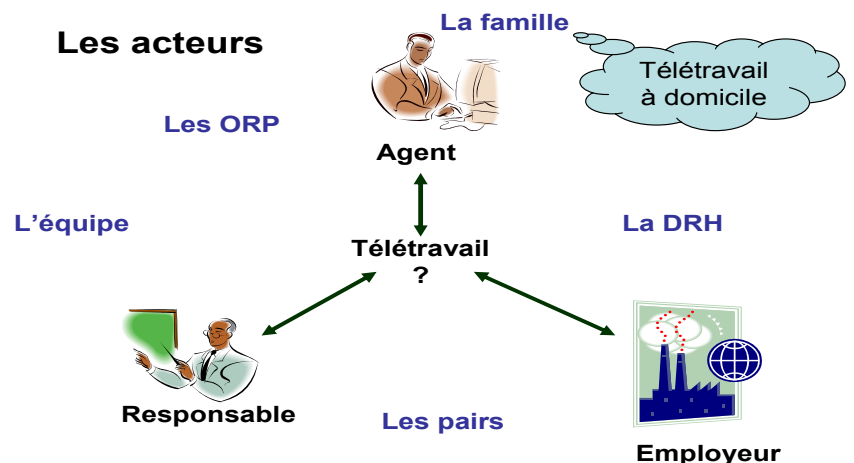 La famille
Les acteurs
Télétravail
à domicile
Les ORP
Agent
L’équipe
La DRH
Télétravail
?
Responsable
Les pairs
Employeur